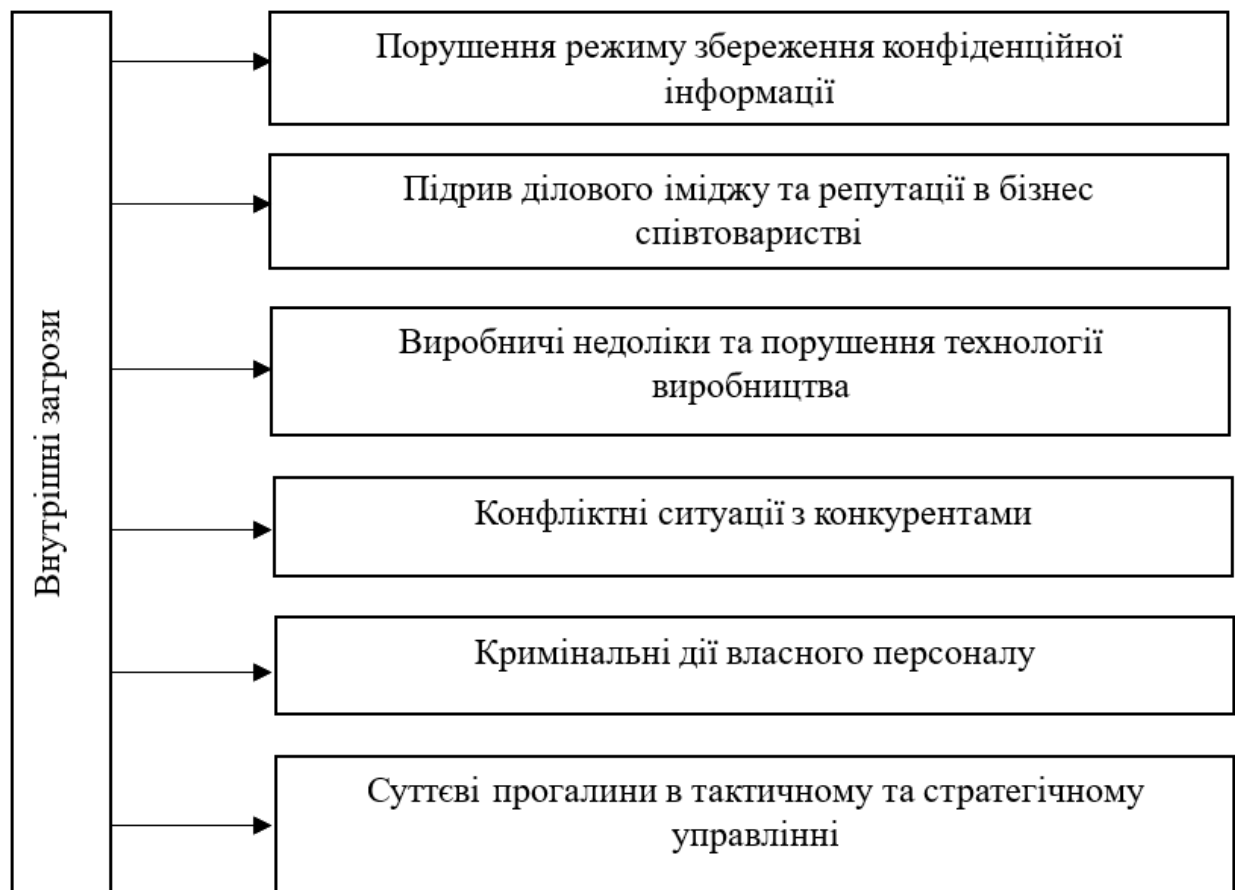 Внутрішні загрози
Порушення режиму збереження конфіденційної
інформації
Підрив ділового іміджу та репутації в бізнес
співтоваристві
Виробничі недоліки та порушення технології
виробництва
Конфліктні ситуації з конкурентами
Кримінальні дії власного персоналу
Суттєві прогалини в тактичному та стратегічному
управлінні